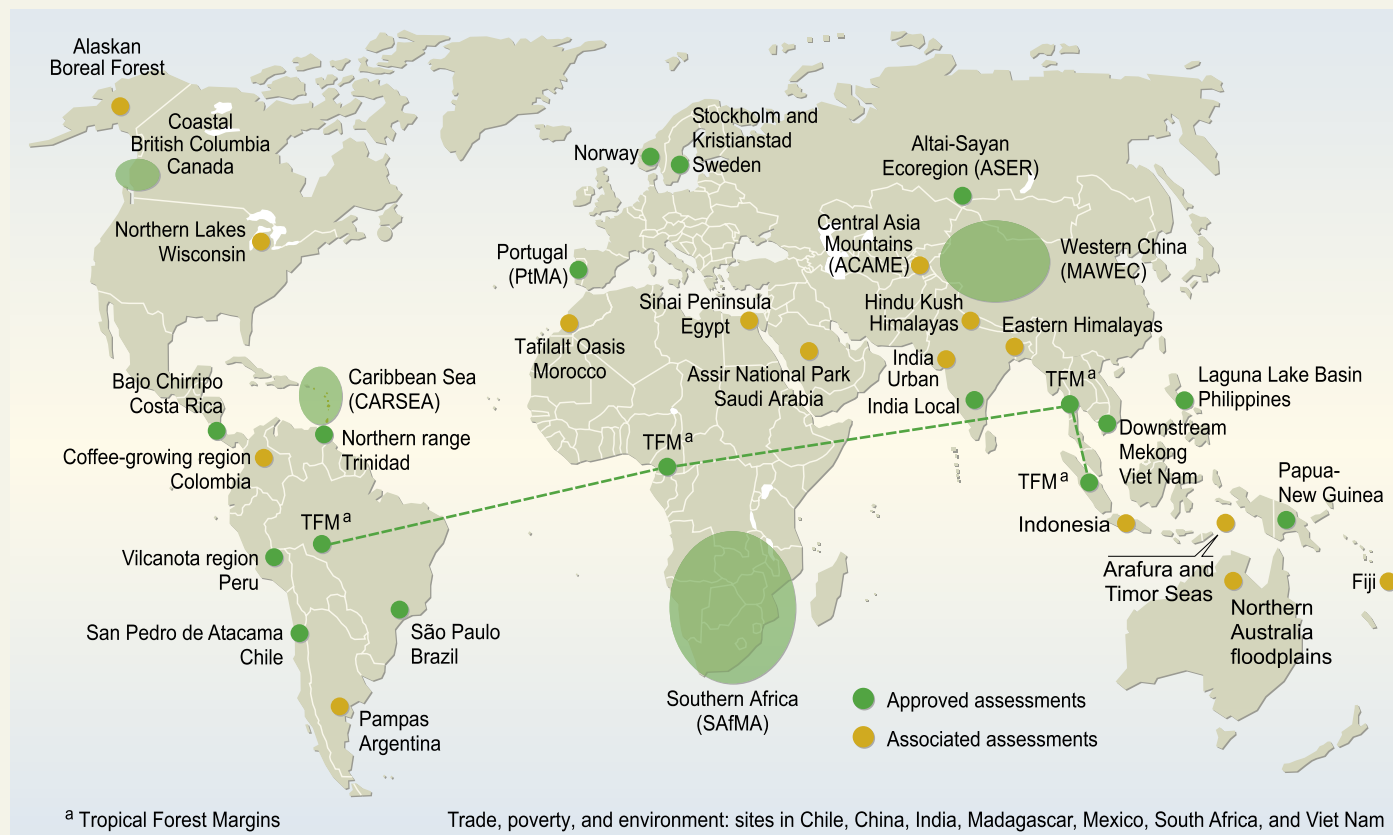 Alaskan
Boreal Forest
Coastal
British Columbia
Canada
Northern Lakes
Wisconsin
Bajo Chirripo
Costa Rica
Caribbean Sea
(CARSEA)
Northern range
Trinidad
Coffee-growing region
Colombia
TFMa
Vilcanota region
Peru
San Pedro de Atacama
Chile
São Paulo
Brazil
Pampas
Argentina
Norway
Stockholm and
Kristianstad
Sweden
Portugal
(PtMA)
Tafilalt Oasis
Morocco
Sinai Peninsula
Egypt
Assir National Park
Saudi Arabia
TFMa
Southern Africa
(SAfMA)
Altai-Sayan
Ecoregion (ASER)
Central Asia
Mountains
(ACAME)
Western China
(MAWEC)
Hindu Kush
Himalayas
Eastern Himalayas
India
Urban
India Local
TFMa
Laguna Lake Basin
Philippines
Downstream
Mekong
Viet Nam
TFMa
Papua-
New Guinea
Indonesia
Arafura and
Timor Seas
Fiji
Northern
Australia
floodplains
Approved assessments
Associated assessments
a Tropical Forest Margins
Trade, poverty, and environment: sites in Chile, China, India, Madagascar, Mexico, South Africa, and Viet Nam